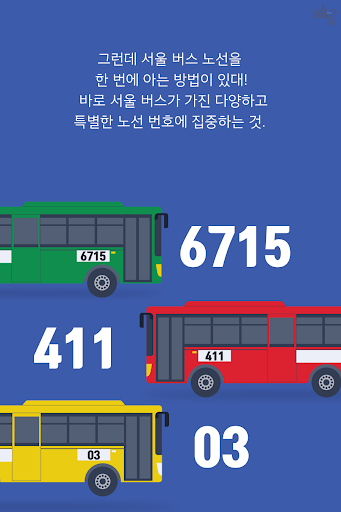 그런데 서울 버스 노선을
한 번에 아는 방법이 있대!
바로 서울 버스가 가진 다양하고
특별한 노선 번호에 집중하는 것.
6715
6715
411
411
03
03